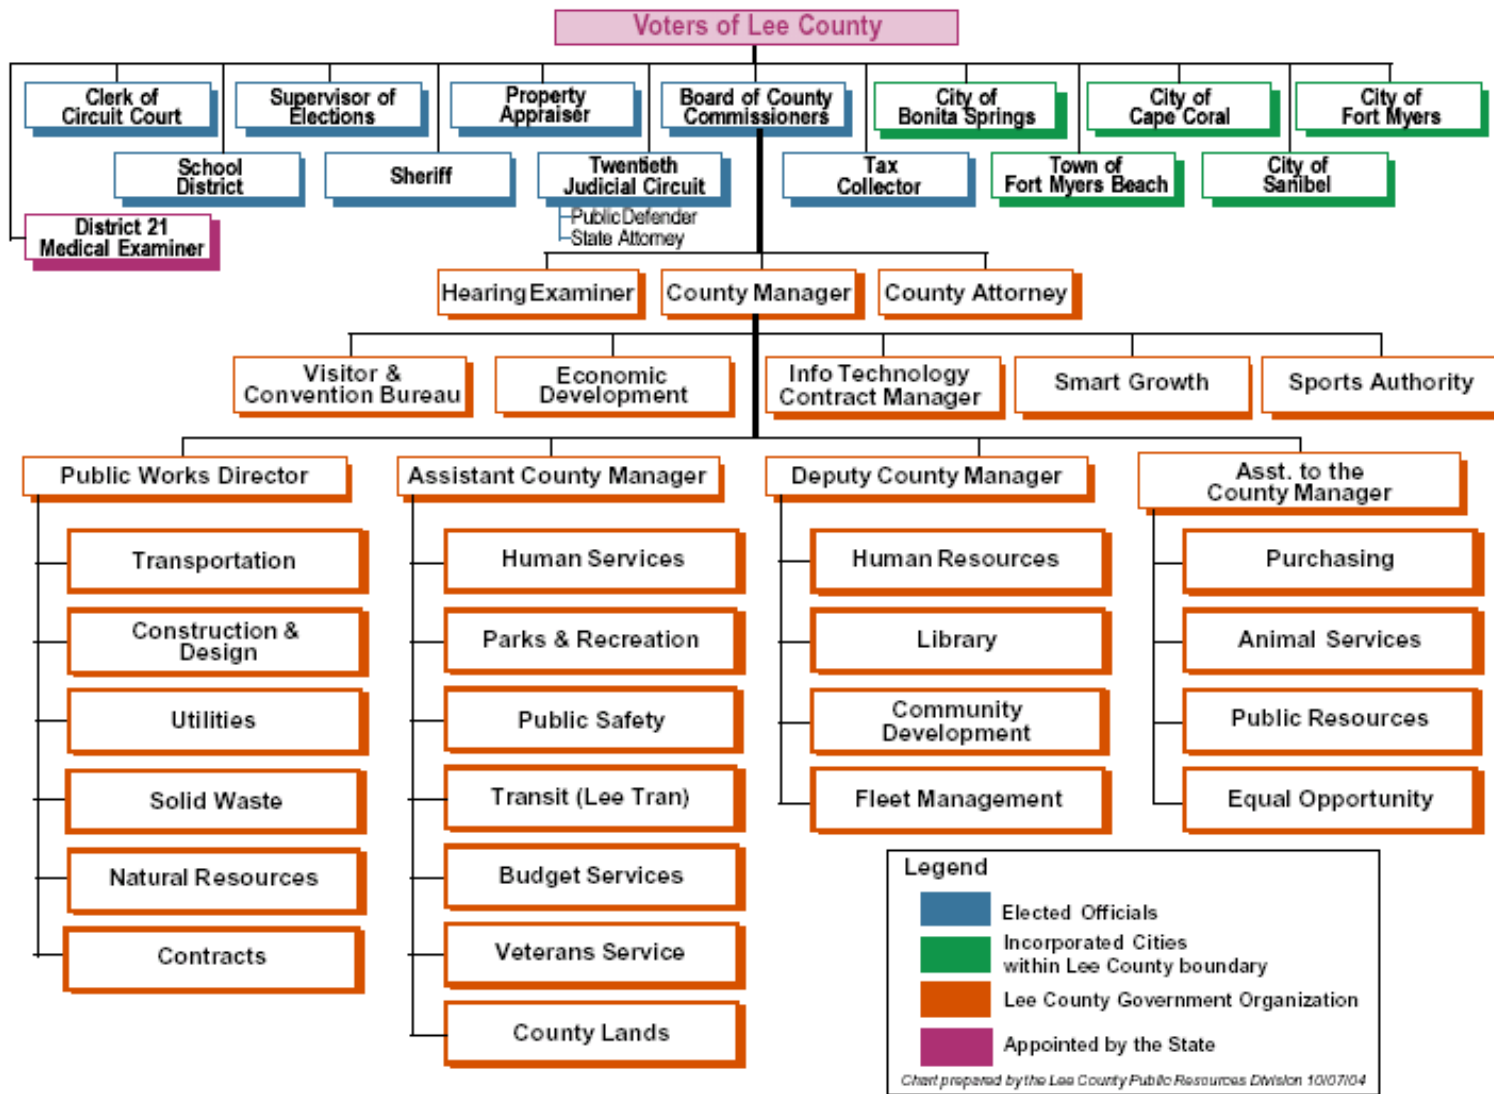 Voters of Lee County
Clerk of
Circuit Court
Supervisor of
Elections
Property
Appraiser
Board of County
Commissioners
City of
Bonita Springs
City of
Cape Coral
City of
Fort Myers
School
District
Sheriff
Twentieth
Judicial Circuit
Public Defender
State Attorney
Tax
Collector
Town of
Fort Myers Beach
City of
Sanibel
District 21
Medical Examiner
Hearing Examiner
County Manager
County Attorney
Visitor &
Convention Bureau
Economic
Development
Info Technology
Contract Manager
Smart Growth
Sports Authority
Public Works Director
Assistant County Manager
Deputy County Manager
Asst. to the
County Manager
Transportation
Construction &
Design
Utilities
Solid Waste
Natural Resources
Contracts
Human Services
Parks & Recreation
Public Safety
Transit (Lee Tran)
Budget Services
Veterans Service
County Lands
Human Resources
Library
Community
Development
Fleet Management
Purchasing
Animal Services
Public Resources
Equal Opportunity
Legend
Elected Officials
Incorporated Cities
within Lee County boundary
Lee County Government Organization
Appointed by the State
Chart prepared by the Lee County Public Resources Division 10/07/04